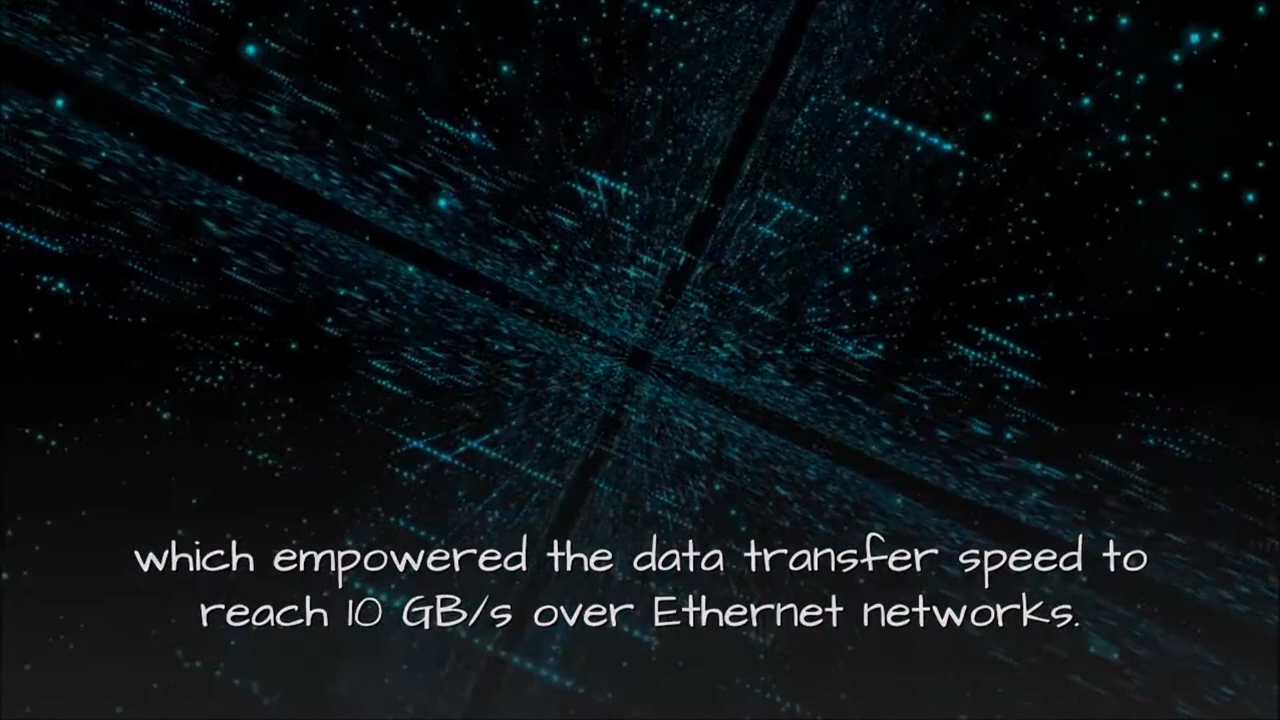 which empowered the data transfer speed to
reach 10 GB/s over Ethernet networks.